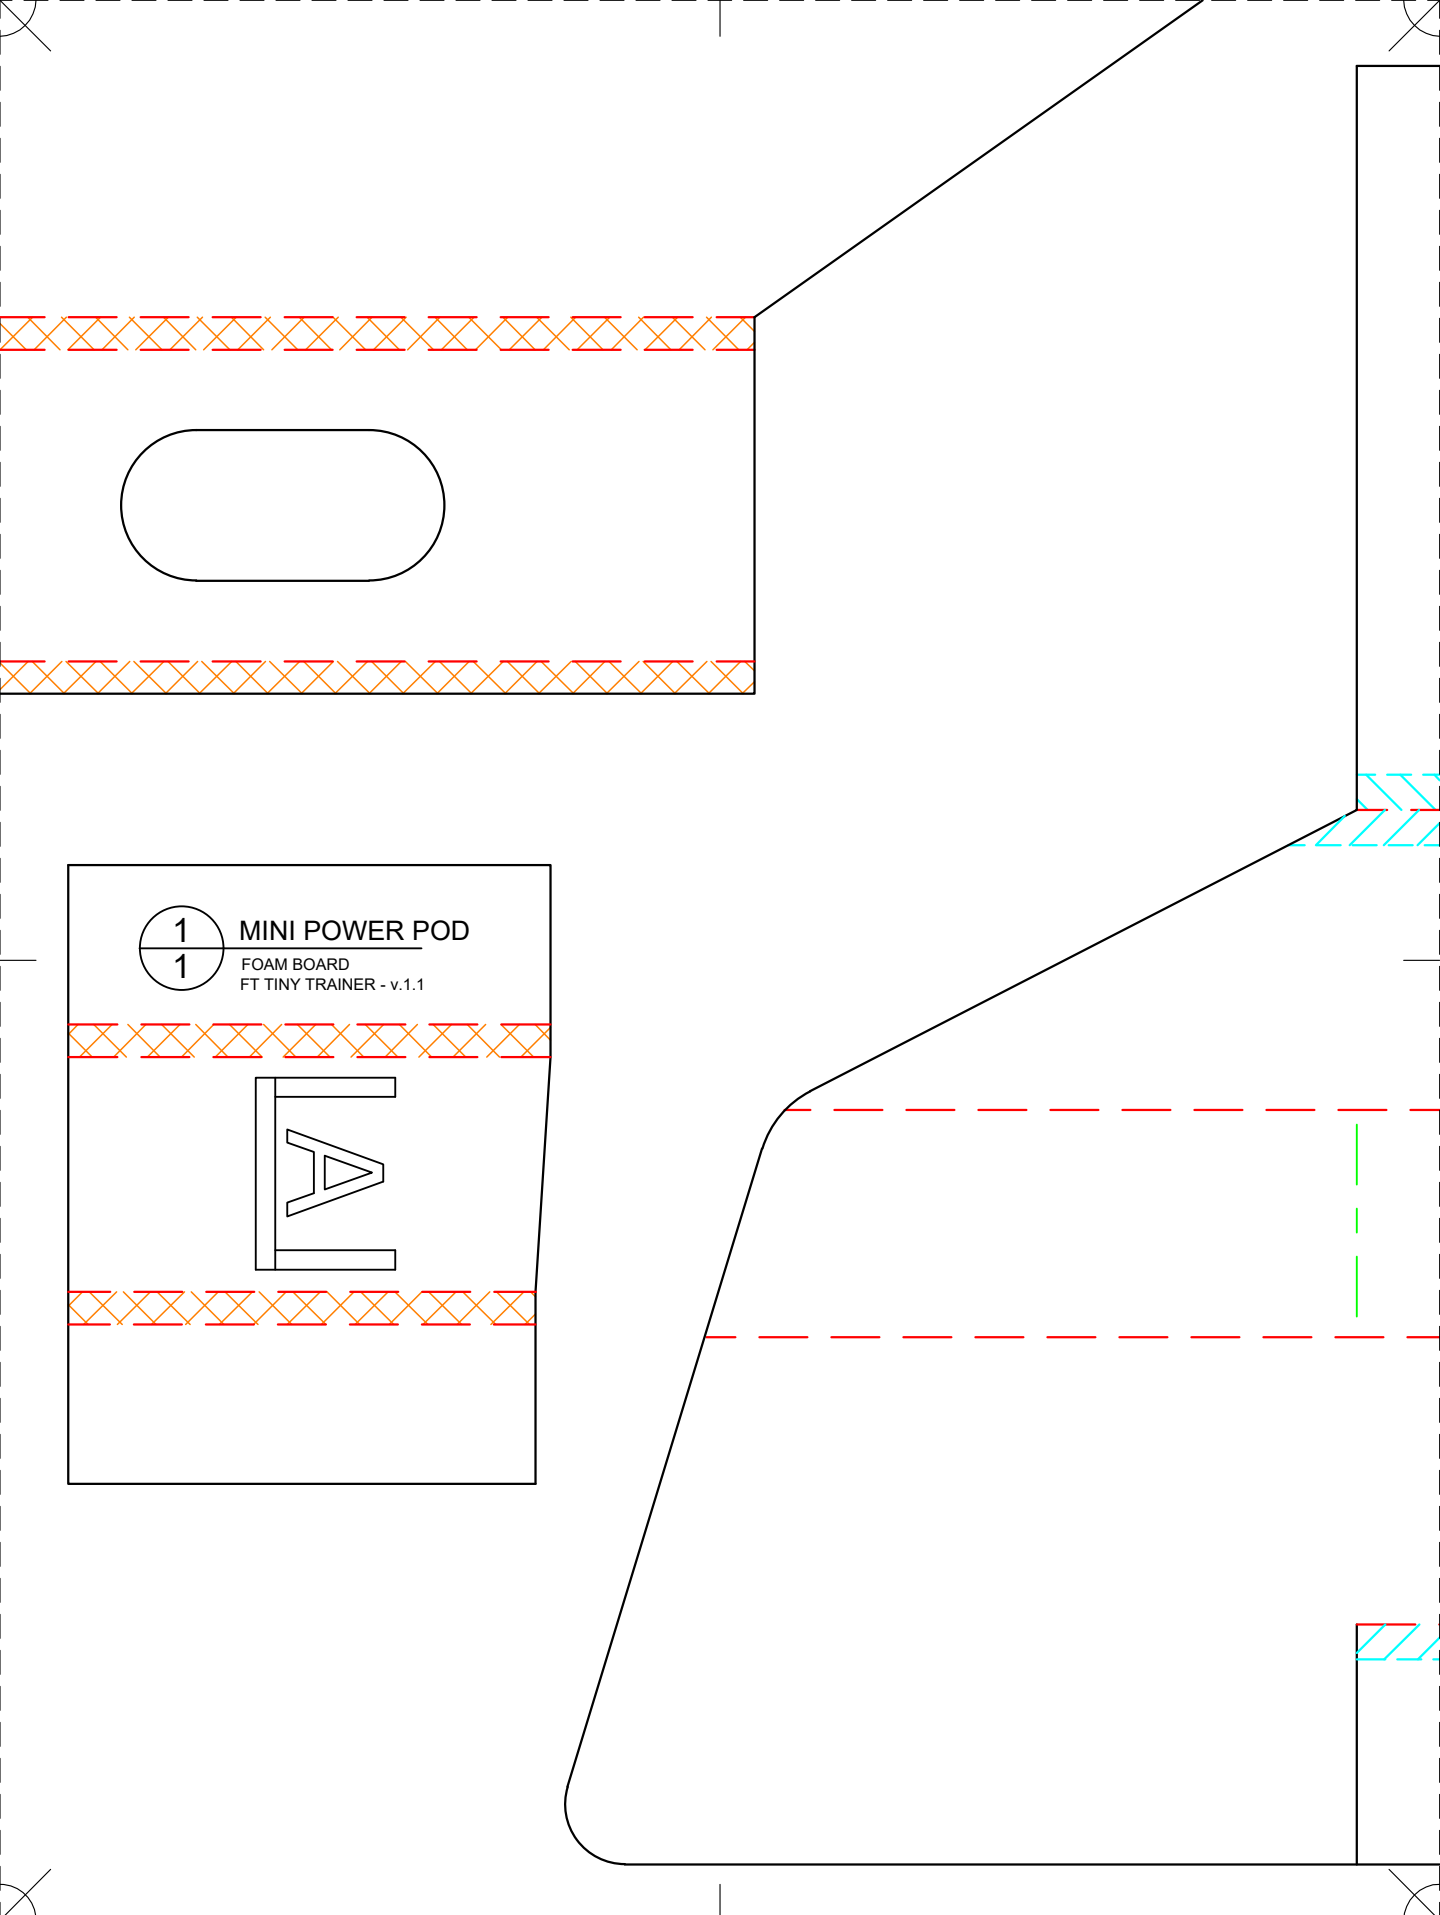 1
1
MINI POWER POD
FOAM BOARD
FT TINY TRAINER - v.1.1
A